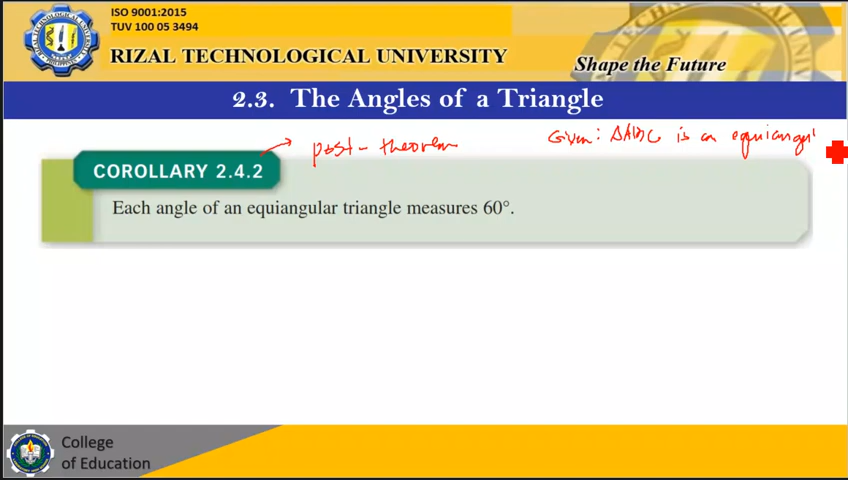 ISO 9001:2015
TUV 100 05 3494
RIZAL TECHNOLOGICAL UNIVERSITY
Shape the Future
2.3. The Angles of a Triangle
Given: △ABC is an equiangul
post-theorem
COROLLARY 2.4.2
Each angle of an equiangular triangle measures 60°.
College
of Education